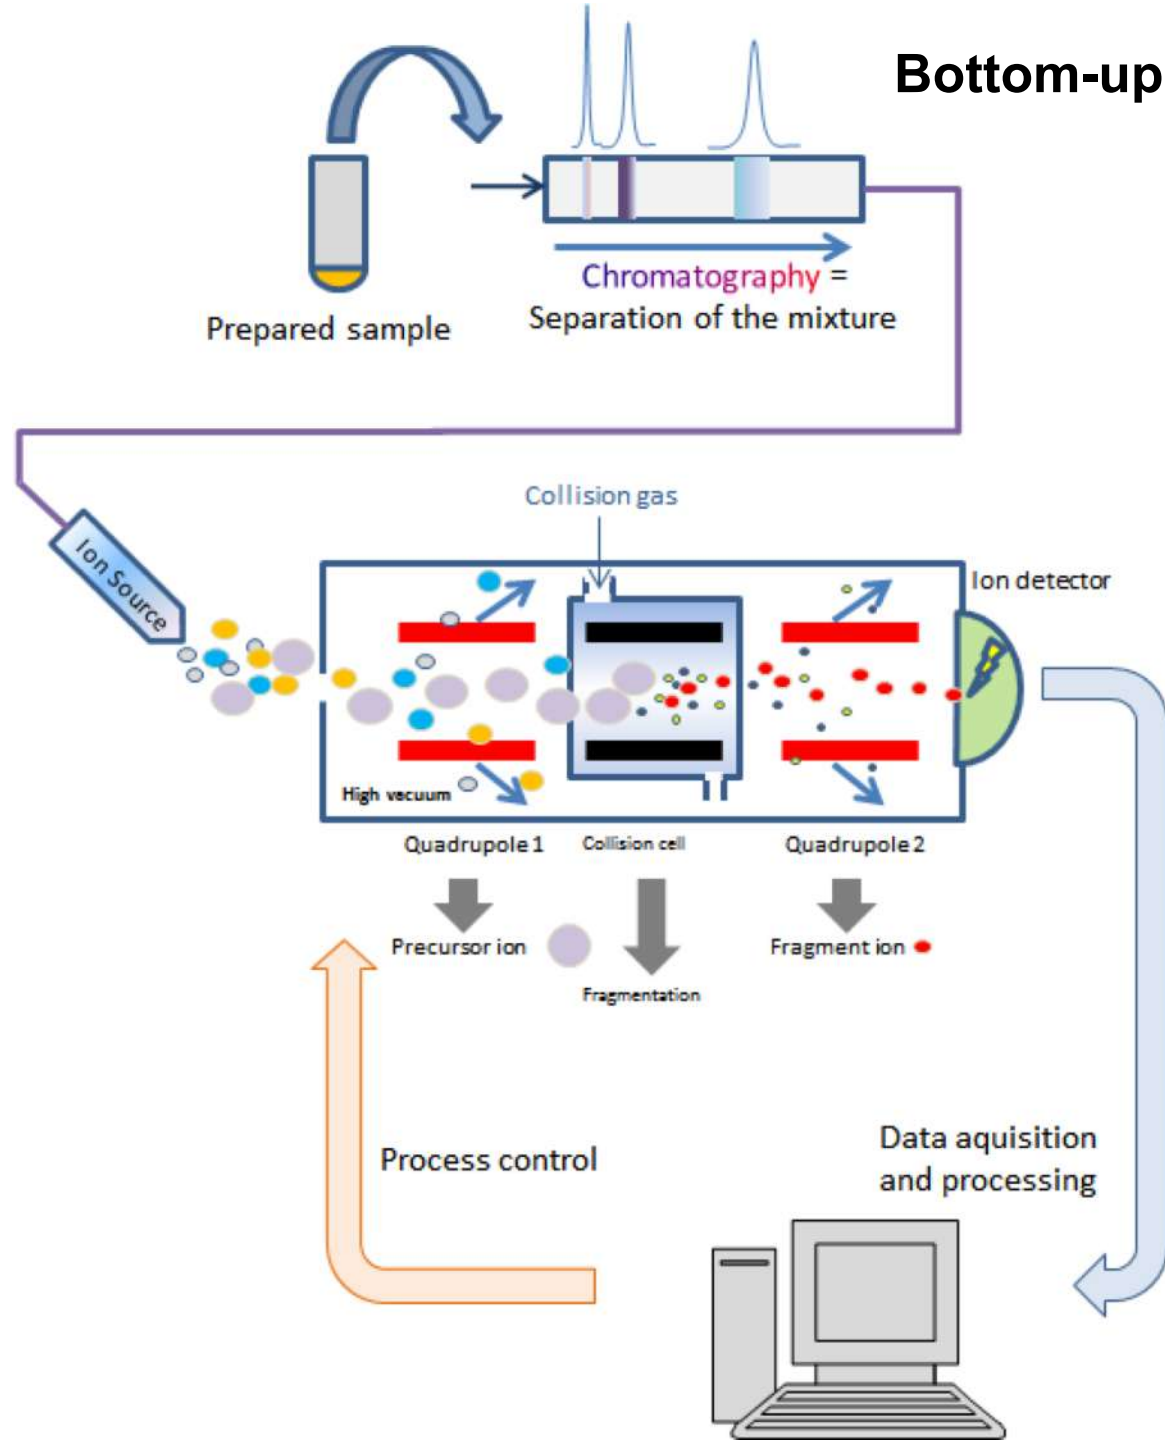 Bottom-up
Chromatography =
Separation of the mixture
Prepared sample
Collision gas
Ion Source
Ion detector
High vacuum
Quadrupole 1
Collision cell
Quadrupole 2
Precursor ion
Fragment ion
Fragmentation
Process control
Data aquisition
and processing